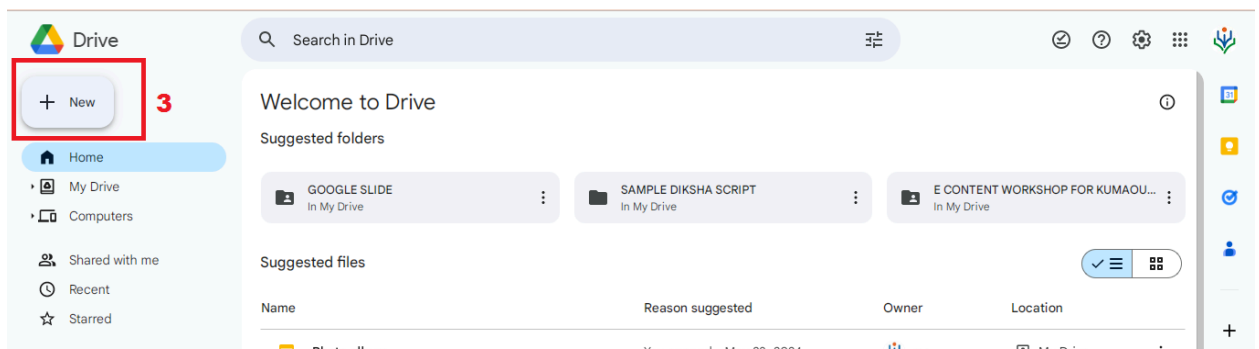 Drive
Search in Drive
New
3
Welcome to Drive
Suggested folders
Home
My Drive
Computers
Shared with me
Recent
Starred
GOOGLE SLIDE
In My Drive
SAMPLE DIKSHA SCRIPT
In My Drive
E CONTENT WORKSHOP FOR KUMAOU...
In My Drive
Suggested files
Name Reason suggested Owner Location
31